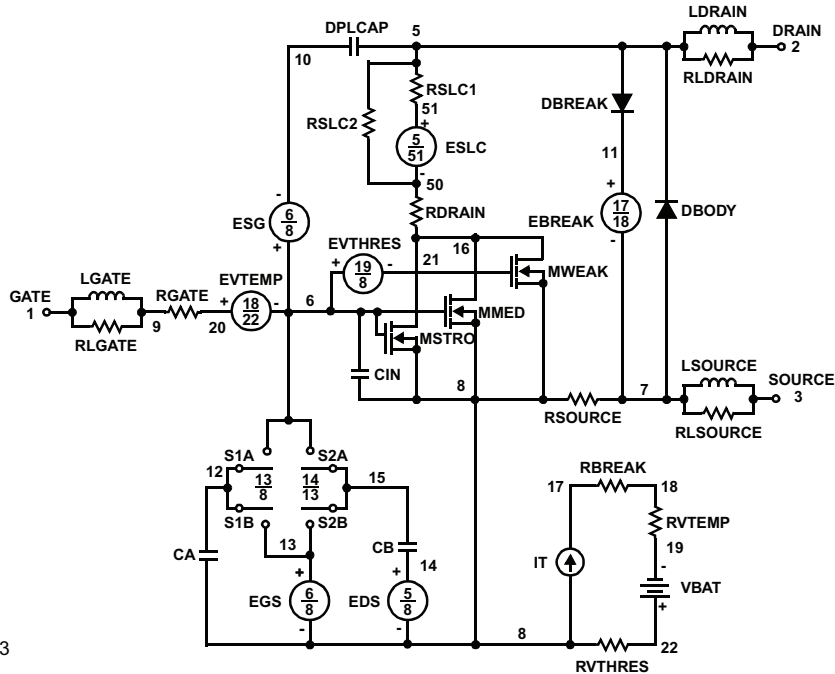 LDRAIN
DPLCAP 5 DRAIN
10 2
RLDRAIN
RSLC1
51 DBREAK
RSLC2 +
5
51 ESLC
11
-
50 +
- RDRAIN 17
18 DBODY
6
8 ESG EBREAK
EVTHRES 16 -
+ + 19
8 - 21 MWEAK
LGATE EVTEMP
GATE RGATE + 18
22 - 6 MMED
1 9 20
RLGATE MSTRO
LSOURCE
CIN 8 7 SOURCE
3
RSOURCE
RLSOURCE
S1A S2A
12 13
8 14
13 15 RBREAK
17 18
S1B S2B RVTEMP
13 CB 19
CA 14 IT -
+ + VBAT
EGS 6
8 EDS 5
8 +
- - 8
22
RVTHRES
3